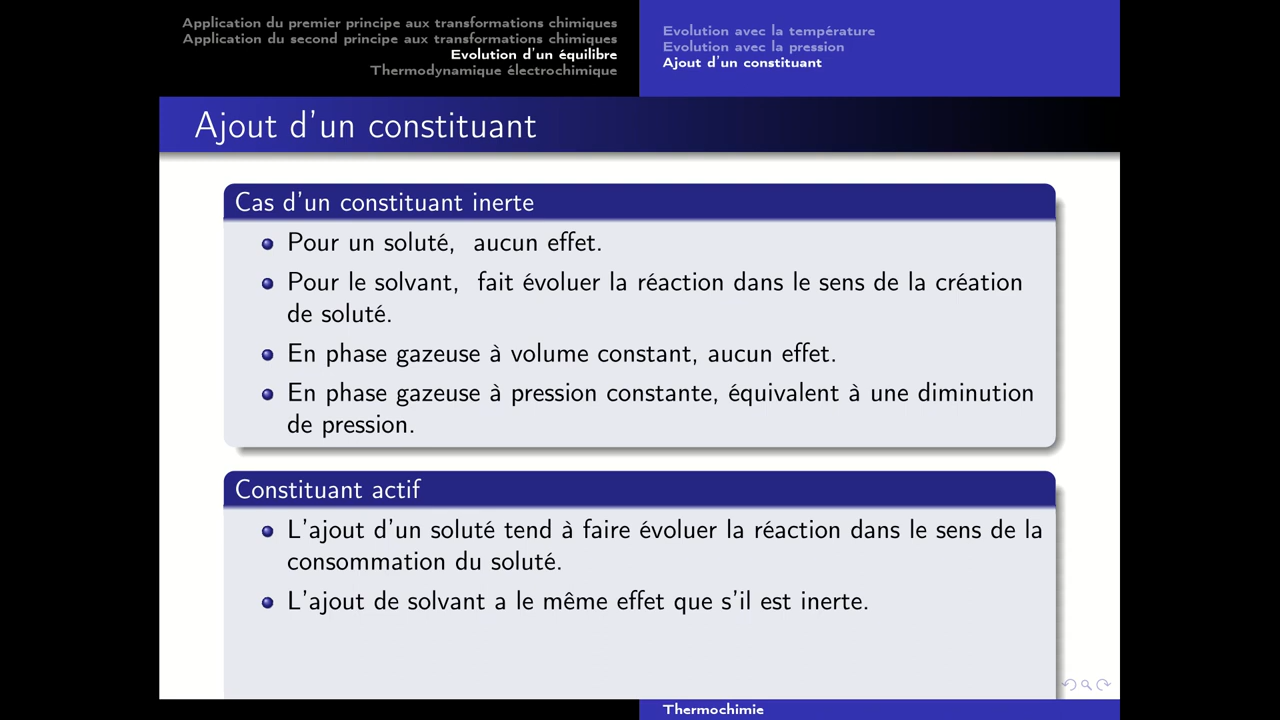 Application du premier principe aux transformations chimiques
Application du second principe aux transformations chimiques
Evolution d'un équilibre
Thermodynamique électrochimique
Evolution avec la température
Evolution avec la pression
Ajout d'un constituant
Ajout d'un constituant
Cas d'un constituant inerte
Pour un soluté, aucun effet.
Pour le solvant, fait évoluer la réaction dans le sens de la création
de soluté.
En phase gazeuse à volume constant, aucun effet.
En phase gazeuse à pression constante, équivalent à une diminution
de pression.
Constituant actif
L'ajout d'un soluté tend à faire évoluer la réaction dans le sens de la
consommation du soluté.
L'ajout de solvant a le même effet que s'il est inerte.
Thermochimie